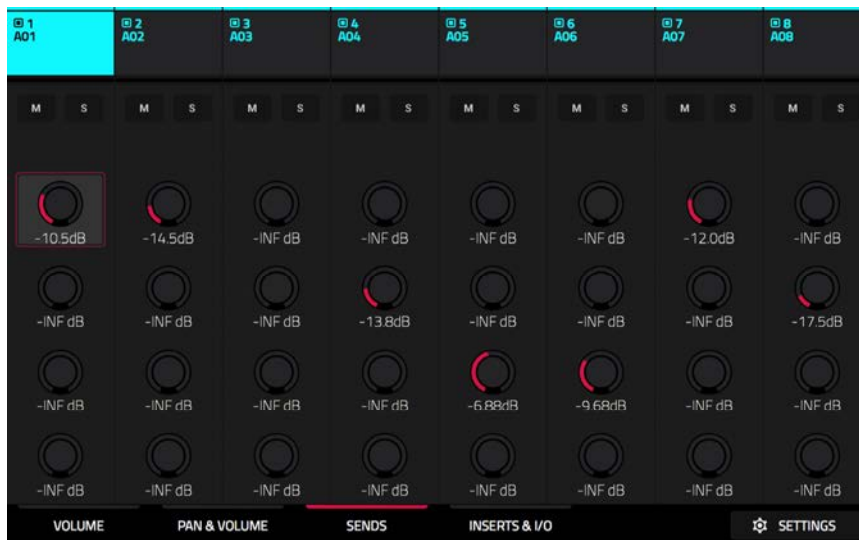 1 2 3 4 5 6 7 8
A01 A02 A03 A04 A05 A06 A07 A08
M S M S M S M S M S M S M S M S
-10.5dB -14.5dB -INF dB -INF dB -INF dB -INF dB -12.0dB -INF dB
-INF dB -INF dB -INF dB -13.8dB -INF dB -INF dB -INF dB -17.5dB
-INF dB -INF dB -INF dB -INF dB -6.88dB -9.68dB -INF dB -INF dB
-INF dB -INF dB -INF dB -INF dB -INF dB -INF dB -INF dB -INF dB
VOLUME PAN & VOLUME SENDS INSERTS & I/O SETTINGS